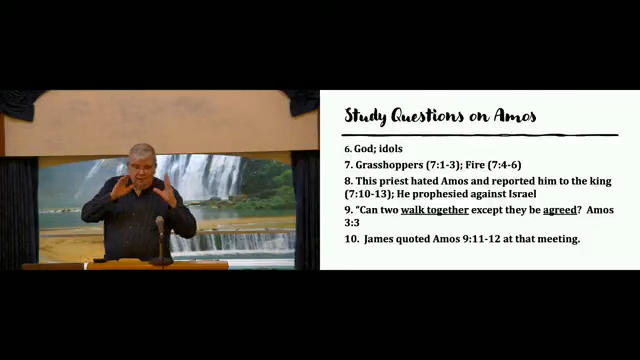 Study Questions on Amos
6. God; idols
7. Grasshoppers (7:1-3); Fire (7:4-6)
8. This priest hated Amos and reported him to the king
(7:10-13); He prophesied against Israel
9. “Can two walk together except they be agreed?  Amos
3:3
10.  James quoted Amos 9:11-12 at that meeting.